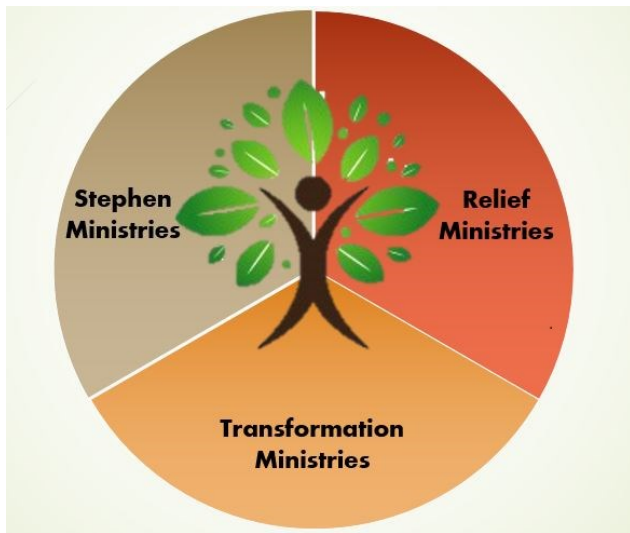 Stephen
Ministries
Relief
Ministries
Transformation
Ministries